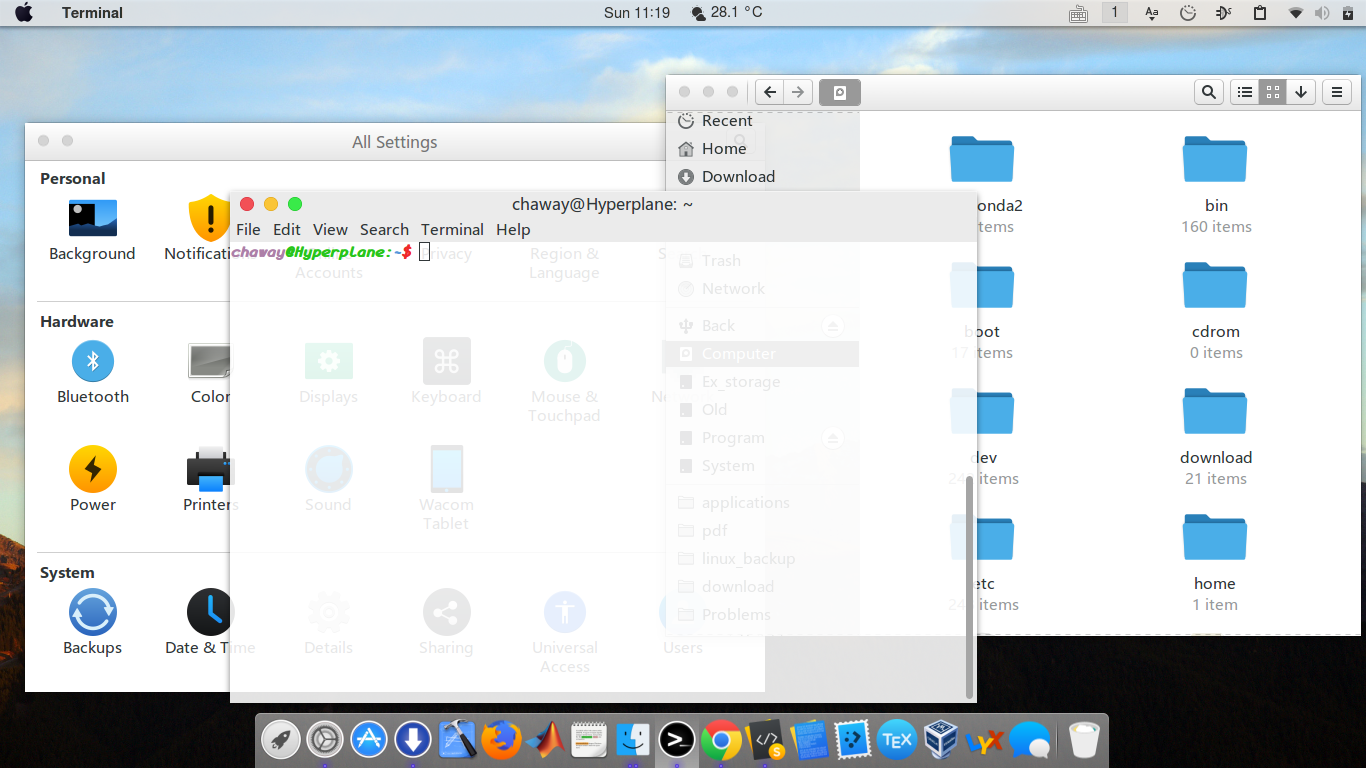 Terminal
Sun 11:19
28.1 °C
1
Aa
All Settings
Personal
Background
Notificati
Accounts
Privacy
Region &
Language
S
Hardware
Bluetooth
Color
Displays
Keyboard
Mouse &
Touchpad
Ne
Power
Printers
Sound
Wacom
Tablet
System
Backups
Date & Time
Details
Sharing
Universal
Access
Users
chaway@Hyperplane: ~
File Edit View Search Terminal Help
chaway@Hyperplane:~$
Recent
Home
Download
Trash
Network
Back
Computer
Ex_storage
Old
Program
System
applications
pdf
linux_backup
download
Problems
onda2
items
bin
160 items
boot
17 items
cdrom
0 items
dev
items
download
21 items
etc
items
home
1 item
TEX
LYX
S